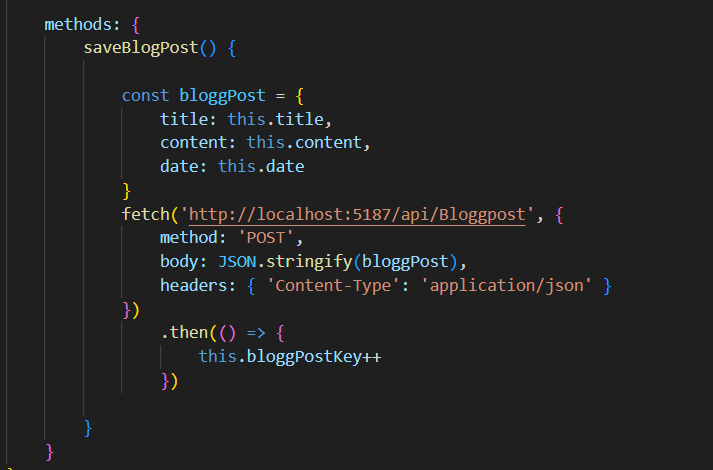 methods: {
saveBlogPost() {
const bloggPost = {
title: this.title,
content: this.content,
date: this.date
}
fetch('http://localhost:5187/api/Bloggpost', {
method: 'POST',
body: JSON.stringify(bloggPost),
headers: { 'Content-Type': 'application/json' }
})
.then(() => {
this.bloggPostKey++
})
}
}